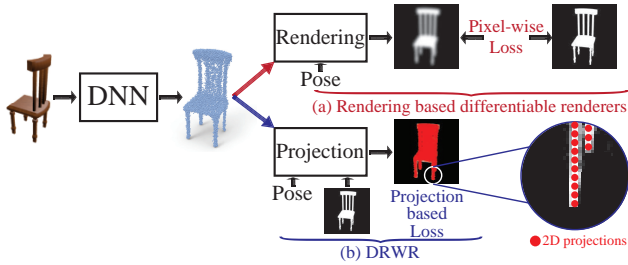 DNN
Rendering
Pose
Pixel-wise
Loss
(a) Rendering based differentiable renderers
Projection
Pose
Projection
based
Loss
2D projections
(b) DRWR